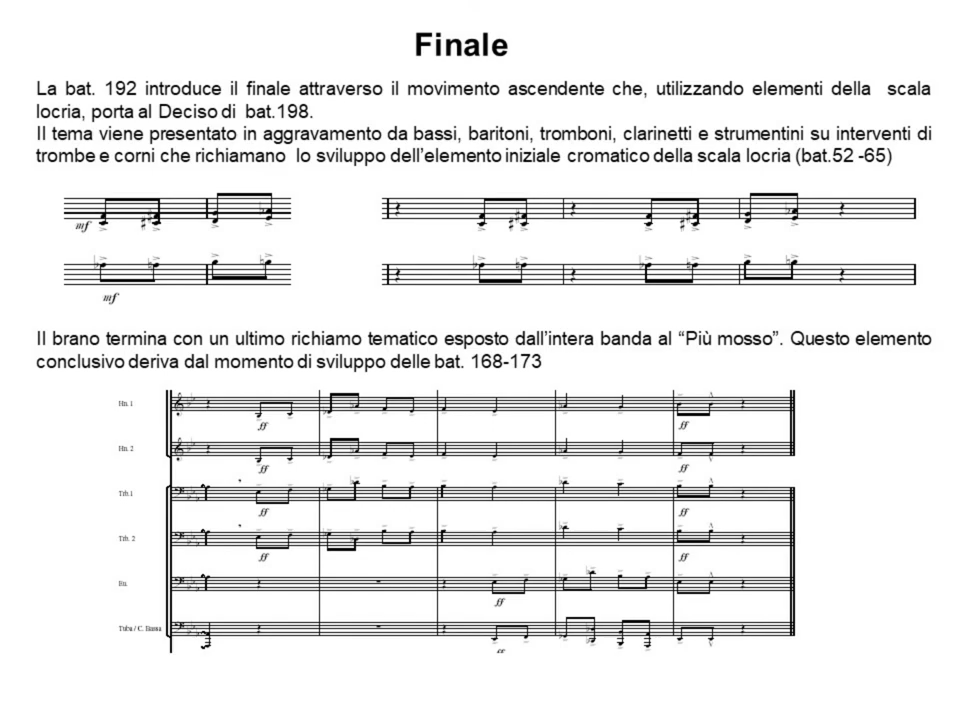 Finale
La bat. 192 introduce il finale attraverso il movimento ascendente che, utilizzando elementi della scala
locria, porta al Deciso di bat.198.
Il tema viene presentato in aggravamento da bassi, baritoni, tromboni, clarinetti e strumentini su interventi di
trombe e corni che richiamano lo sviluppo dell'elemento iniziale cromatico della scala locria (bat.52 -65)
mf
mf
Il brano termina con un ultimo richiamo tematico esposto dall'intera banda al “Più mosso”. Questo elemento
conclusivo deriva dal momento di sviluppo delle bat. 168-173
Hn. 1
ff ff
Hn. 2
ff ff
Trb.1
ff ff
Trb. 2
ff ff
Eu.
ff
Tuba / C. Bassa
ff